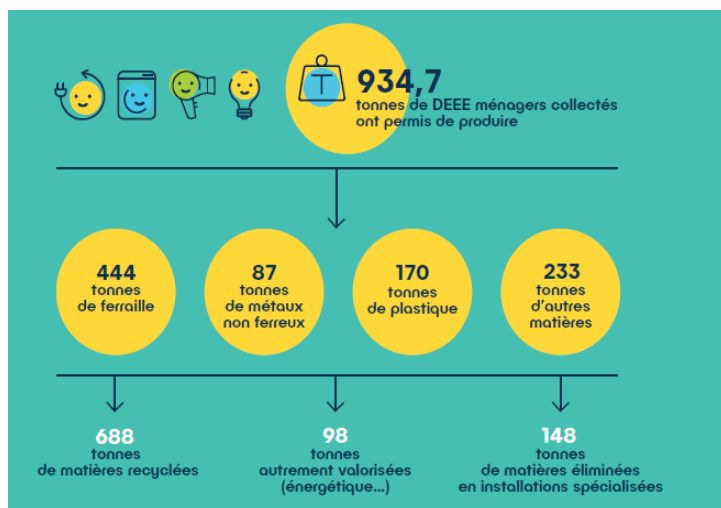 T
934,7
tonnes de DEEE ménagers collectés
ont permis de produire
444
tonnes
de ferraille
87
tonnes
de métaux
non ferreux
170
tonnes
de plastique
233
tonnes
d'autres
matières
688
tonnes
de matières recyclées
98
tonnes
autrement valorisées
(énergétique...)
148
tonnes
de matières éliminées
en installations spécialisées